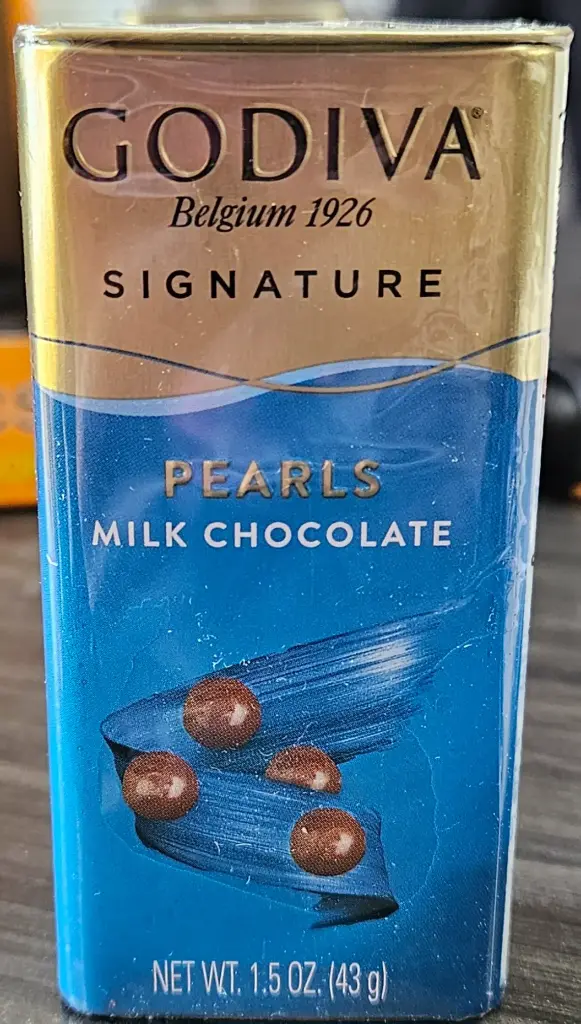 GODIVA®
Belgium 1926
SIGNATURE
PEARLS
MILK CHOCOLATE
NET WT. 1.5 OZ. (43 g)